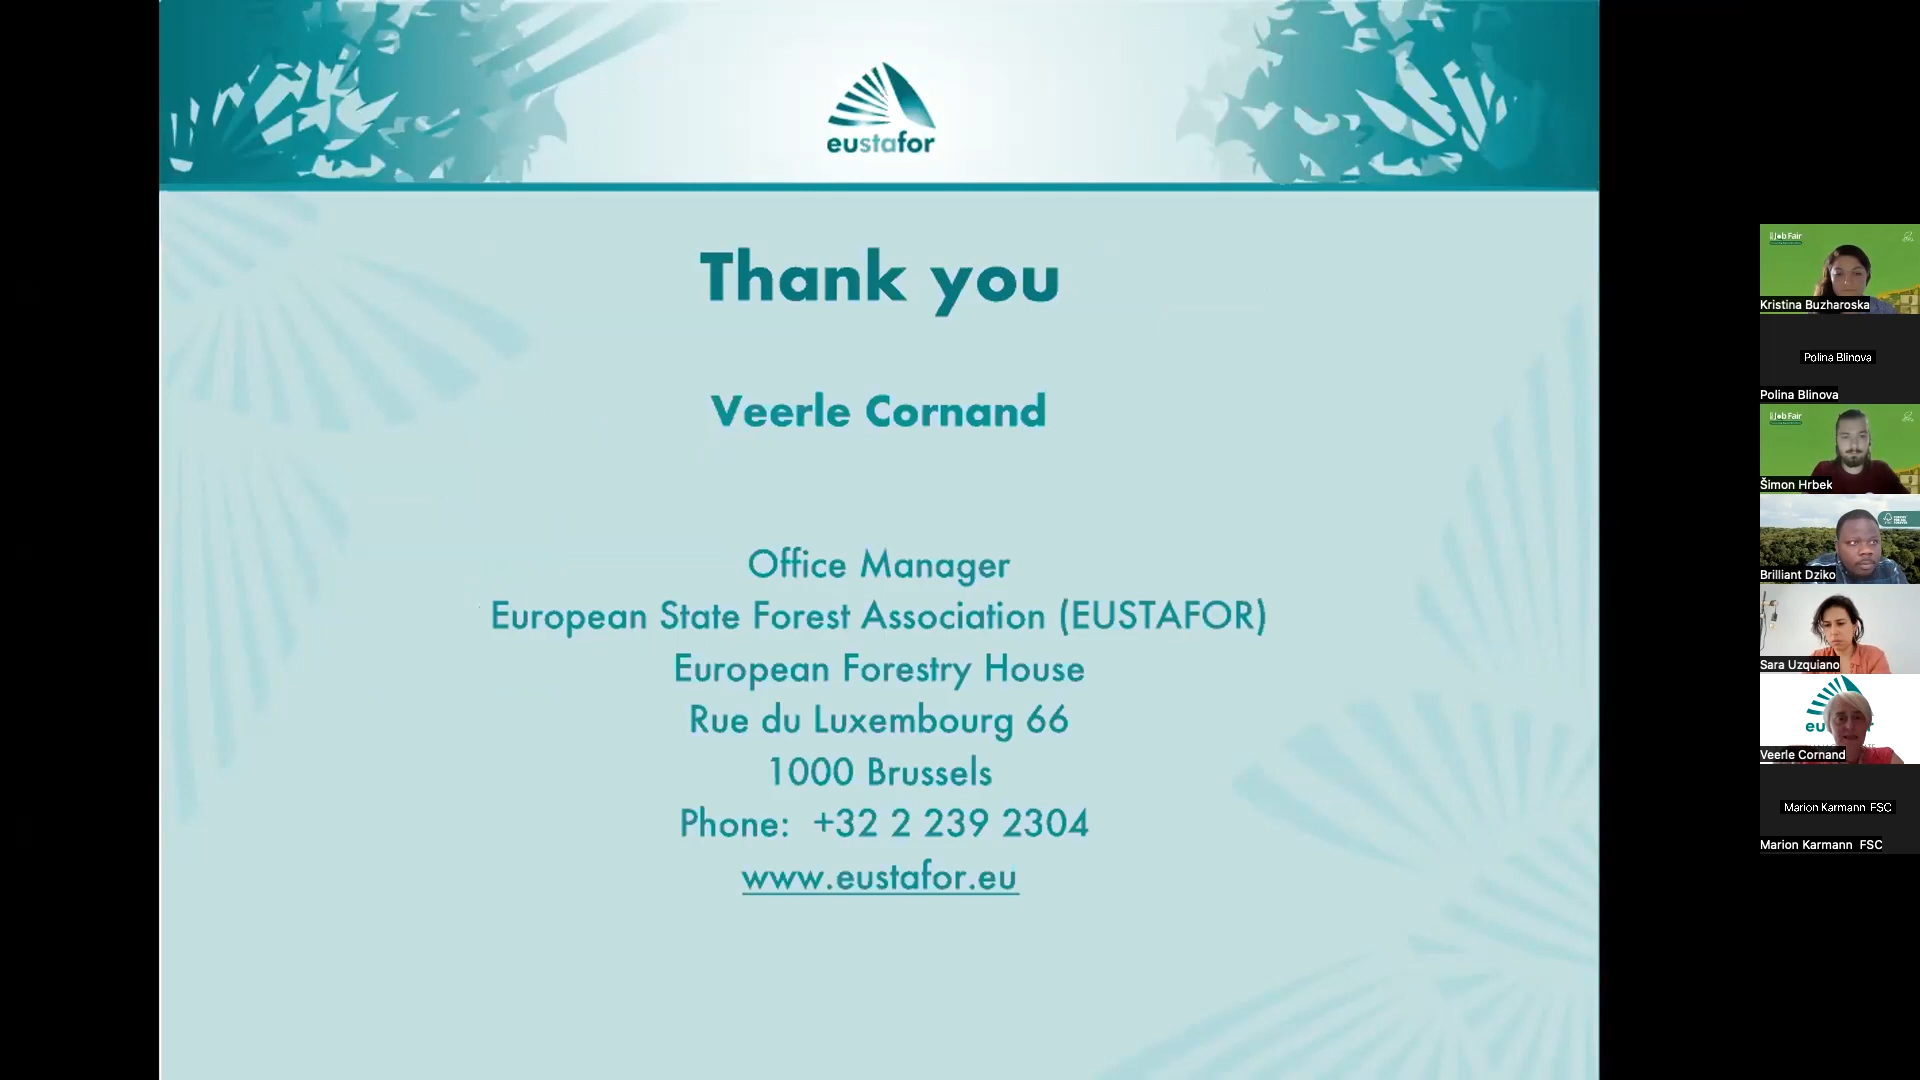 eustafor
Thank you
Veerle Cornand
Office Manager
European State Forest Association (EUSTAFOR)
European Forestry House
Rue du Luxembourg 66
1000 Brussels
Phone: +32 2 239 2304
www.eustafor.eu
Job Fair
Kristina Buzharoska
Polina Blinova
Polina Blinova
Job Fair
Šimon Hrbek
Brilliant Dziko
Sara Uzquiano
Veerle Cornand
Marion Karmann FSC
Marion Karmann FSC